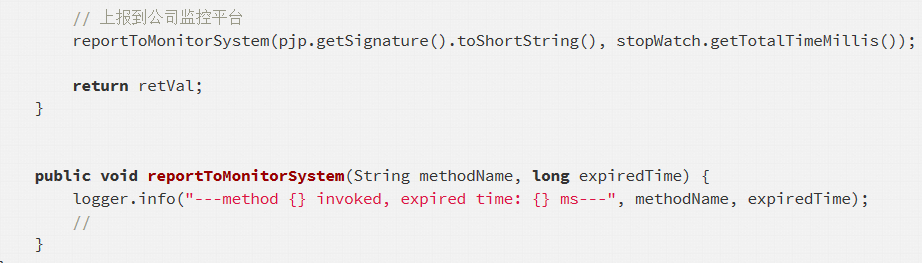 // 上报到公司监控平台
reportToMonitorSystem(pjp.getSignature().toShortString(), stopWatch.getTotalTimeMillis());
return retVal;
}
public void reportToMonitorSystem(String methodName, long expiredTime) {
logger.info("---method {} invoked, expired time: {} ms---", methodName, expiredTime);
//
}